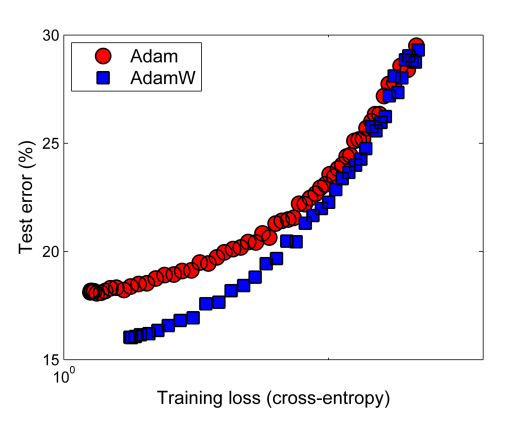 30
Adam
AdamW
25
Test error (%)
20
15
10^0
Training loss (cross-entropy)